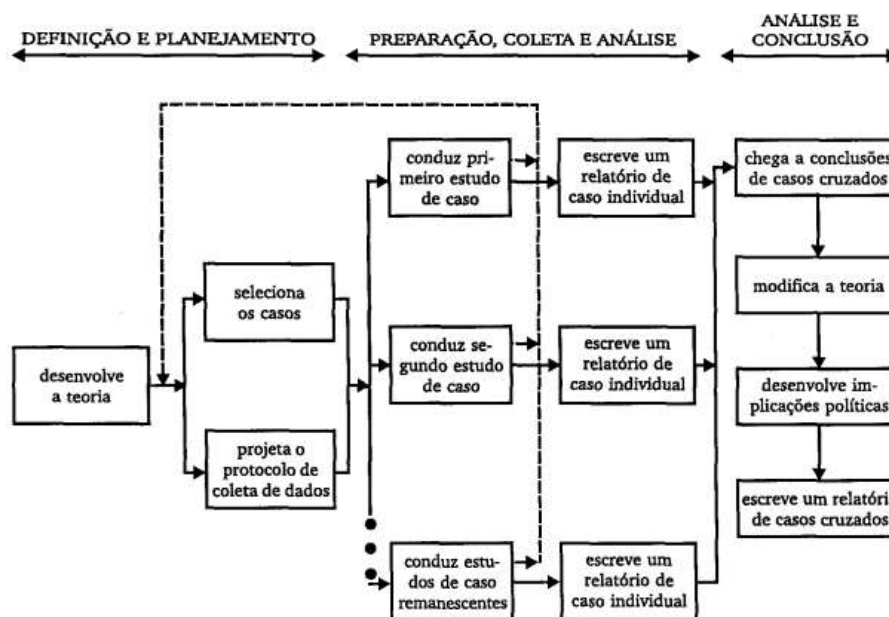 DEFINIÇÃO E PLANEJAMENTO
PREPARAÇÃO, COLETA E ANÁLISE
ANÁLISE E
CONCLUSÃO
desenvolve
a teoria
seleciona
os casos
projeta o
protocolo de
coleta de dados
conduz pri-
meiro estudo
de caso
escreve um
relatório de
caso individual
conduz se-
gundo estudo
de caso
escreve um
relatório de
caso individual
conduz estu-
dos de caso
remanescentes
escreve um
relatório de
caso individual
chega a conclusões
de casos cruzados
modifica a teoria
desenvolve im-
plicações políticas
escreve um relatóri
de casos cruzados